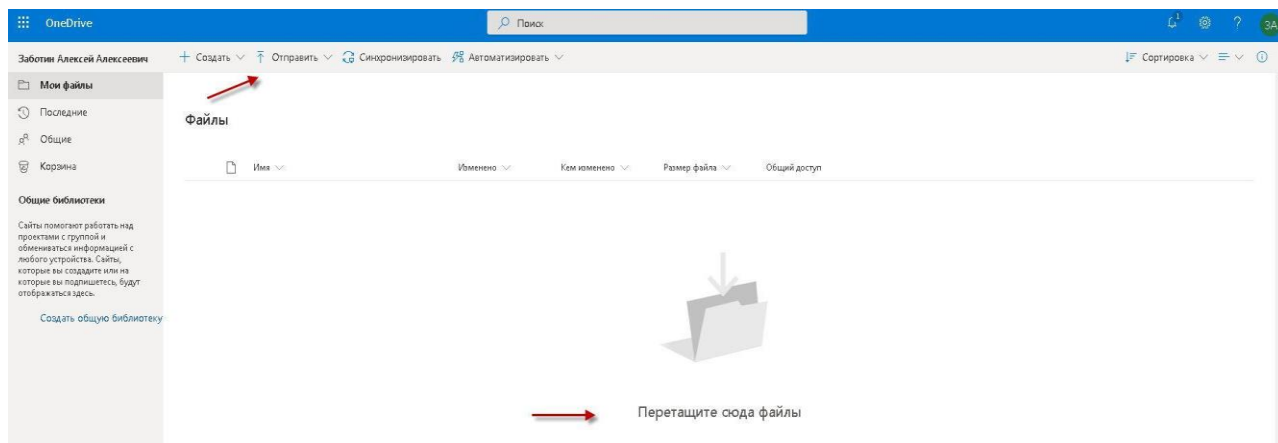 OneDrive
Поиск
1
ЗА
Заботин Алексей Алексеевич
Создать
Отправить
Синхронизировать
Автоматизировать
Сортировка
Мои файлы
Последние
Общие
Корзина
Общие библиотеки
Сайты помогают работать над
проектами с группой и
обмениваться информацией с
любого устройства. Сайты,
которые вы создадите или на
которые вы подпишетесь, будут
отображаться здесь.
Создать общую библиотеку
Файлы
Имя
Изменено
Кем изменено
Размер файла
Общий доступ
Перетащите сюда файлы